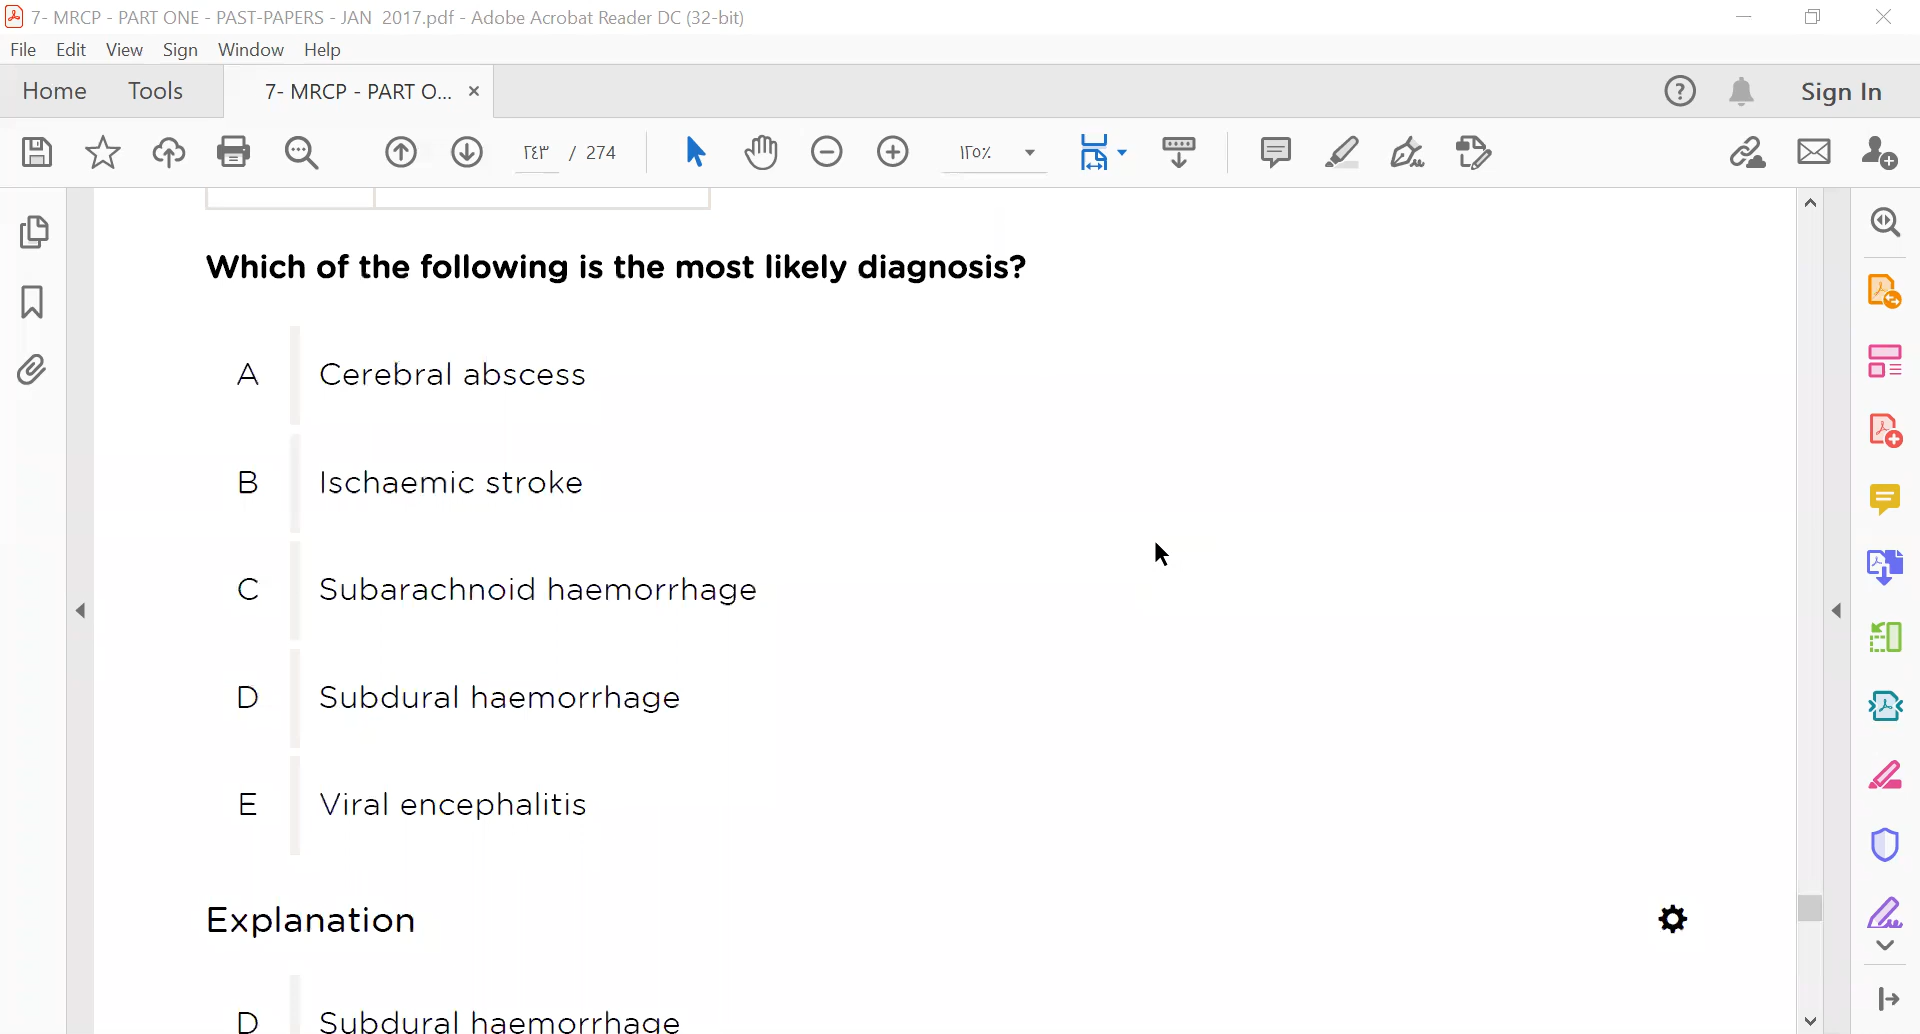 7- MRCP - PART ONE - PAST-PAPERS - JAN  2017.pdf - Adobe Acrobat Reader DC (32-bit)
File Edit View Sign Window Help
Home Tools 7- MRCP - PART O... × Sign In
٢٤٣ / 274 ١٢٥٪
Which of the following is the most likely diagnosis?
A Cerebral abscess
B Ischaemic stroke
C Subarachnoid haemorrhage
D Subdural haemorrhage
E Viral encephalitis
Explanation
D Subdural haemorrhage